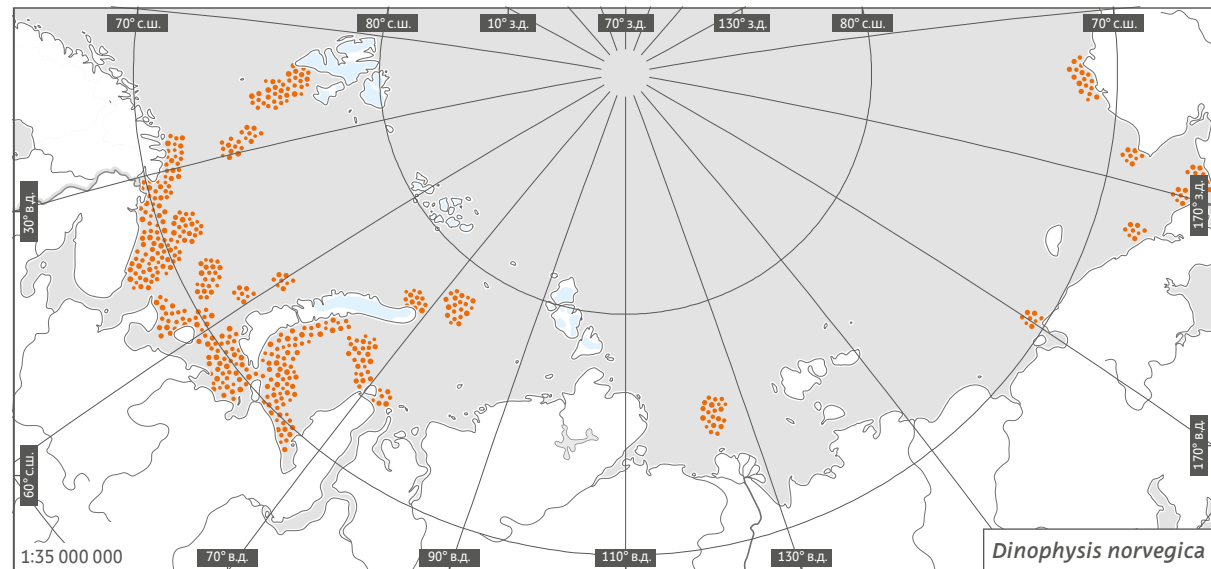 70° с.ш.
80° с.ш.
10° з.д.
70° з.д.
130° з.д.
80° с.ш.
70° с.ш.
30° в.д.
170° з.д.
60° с.ш.
170° в.д.
1:35 000 000
70° в.д.
90° в.д.
110° в.д.
130° в.д.
Dinophysis norvegica